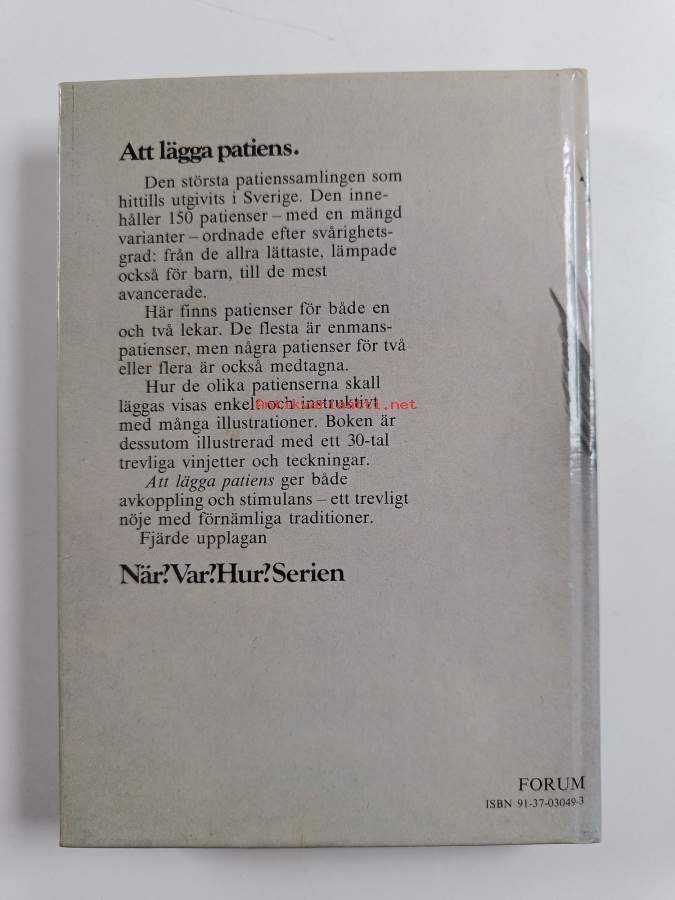 Att lägga patiens.
Den största patienssamlingen som
hittills utgivits i Sverige. Den inne-
håller 150 patienser – med en mängd
varianter – ordnade efter svårighets-
grad: från de allra lättaste, lämpade
också för barn, till de mest
avancerade.
Här finns patienser för både en
och två lekar. De flesta är enmans-
patienser, men några patienser för två
eller flera är också medtagna.
Hur de olika patienserna skall
läggas visas enkelt och instruktivt
med många illustrationer. Boken är
dessutom illustrerad med ett 30-tal
trevliga vinjetter och teckningar.
Att lägga patiens ger både
avkoppling och stimulans – ett trevligt
nöje med förnämliga traditioner.
Fjärde upplagan
När?Var?Hur?Serien
FORUM
ISBN 91-37-03049-3